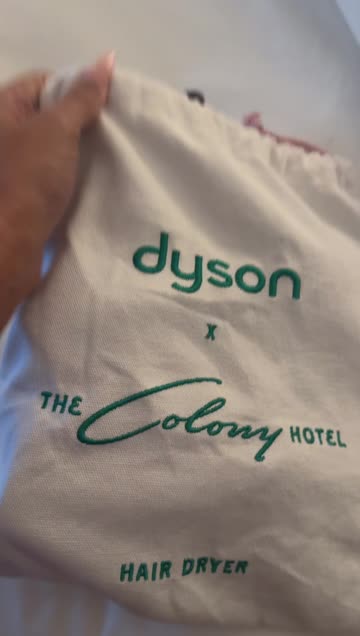 dyson
X
THE Colony HOTEL
HAIR DRYER